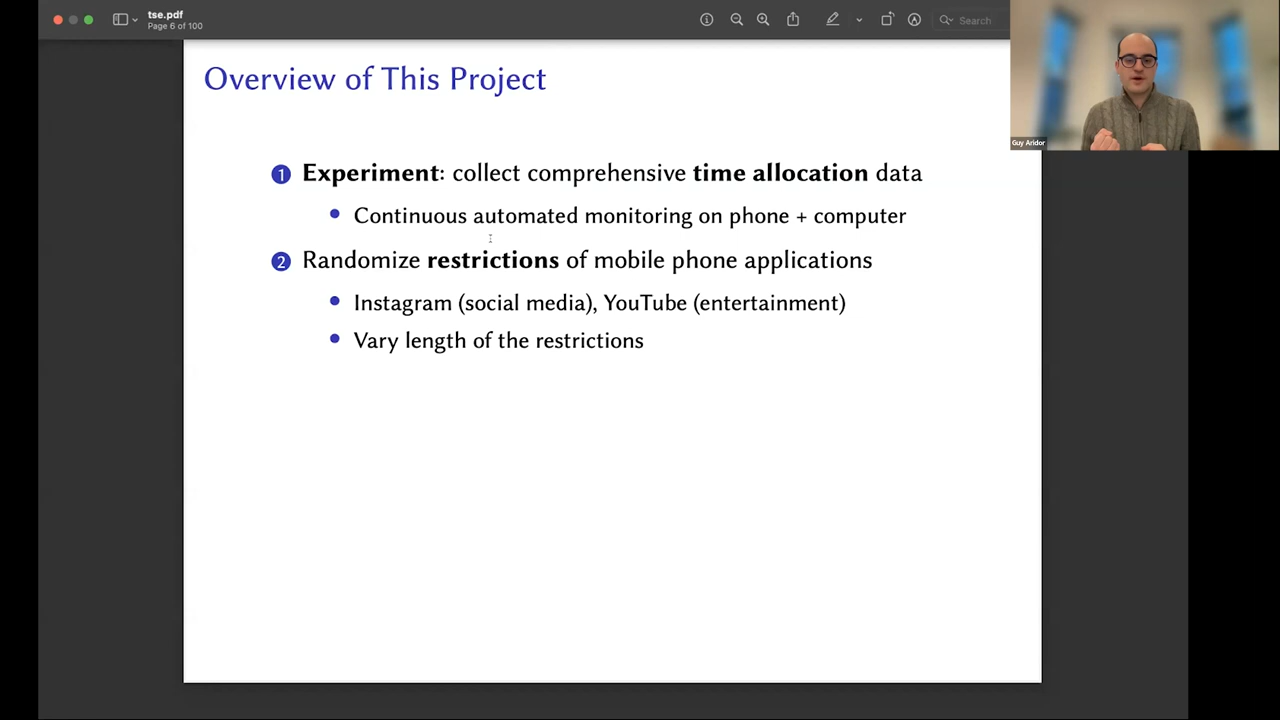 tse.pdf
Page 6 of 100
Search
Guy Aridor
Overview of This Project
1 Experiment: collect comprehensive time allocation data
• Continuous automated monitoring on phone + computer
2 Randomize restrictions of mobile phone applications
• Instagram (social media), YouTube (entertainment)
• Vary length of the restrictions